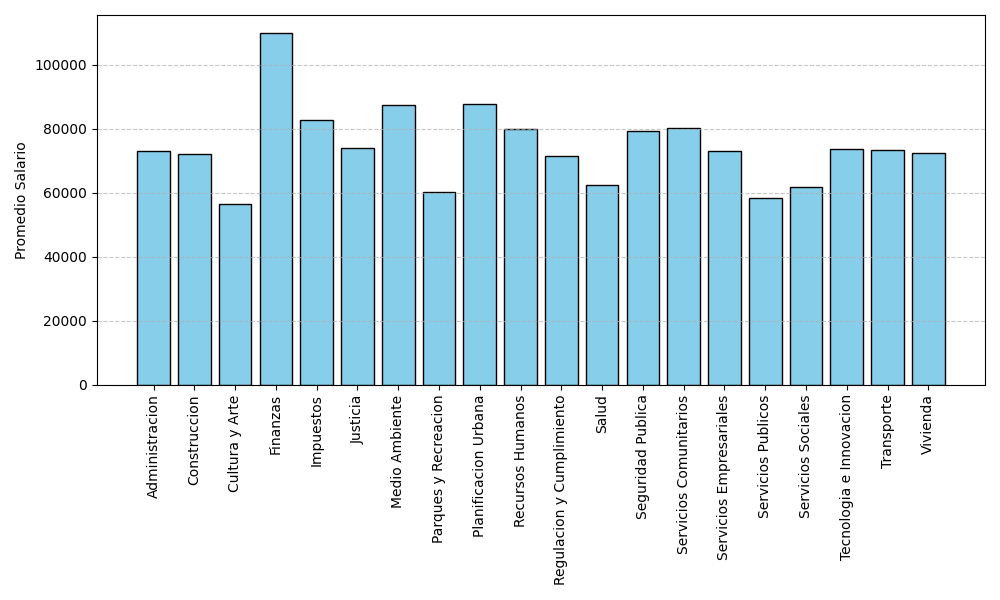 Promedio Salario
100000
80000
60000
40000
20000
0
Administracion
Construccion
Cultura y Arte
Finanzas
Impuestos
Justicia
Medio Ambiente
Parques y Recreacion
Planificacion Urbana
Recursos Humanos
Regulacion y Cumplimiento
Salud
Seguridad Publica
Servicios Comunitarios
Servicios Empresariales
Servicios Publicos
Servicios Sociales
Tecnologia e Innovacion
Transporte
Vivienda